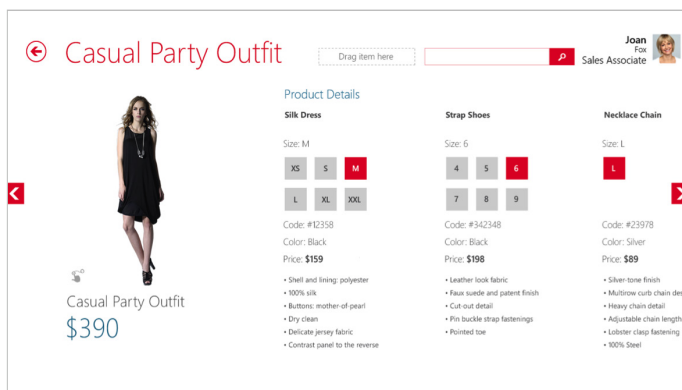 Casual Party Outfit
Drag item here
Joan
Fox
Sales Associate
Product Details
Silk Dress
Size: M
XS S M
L XL XXL
Code: #12358
Color: Black
Price: $159
• Shell and lining: polyester
• 100% silk
• Buttons: mother-of-pearl
• Dry clean
• Delicate jersey fabric
• Contrast panel to the reverse
Strap Shoes
Size: 6
4 5 6
7 8 9
Code: #342348
Color: Black
Price: $198
• Leather look fabric
• Faux suede and patent finish
• Cut-out detail
• Pin buckle strap fastenings
• Pointed toe
Necklace Chain
Size: L
L
Code: #23978
Color: Silver
Price: $89
• Silver-tone finish
• Multirow curb chain des
• Heavy chain detail
• Adjustable chain length
• Lobster clasp fastening
• 100% Steel
Casual Party Outfit
$390